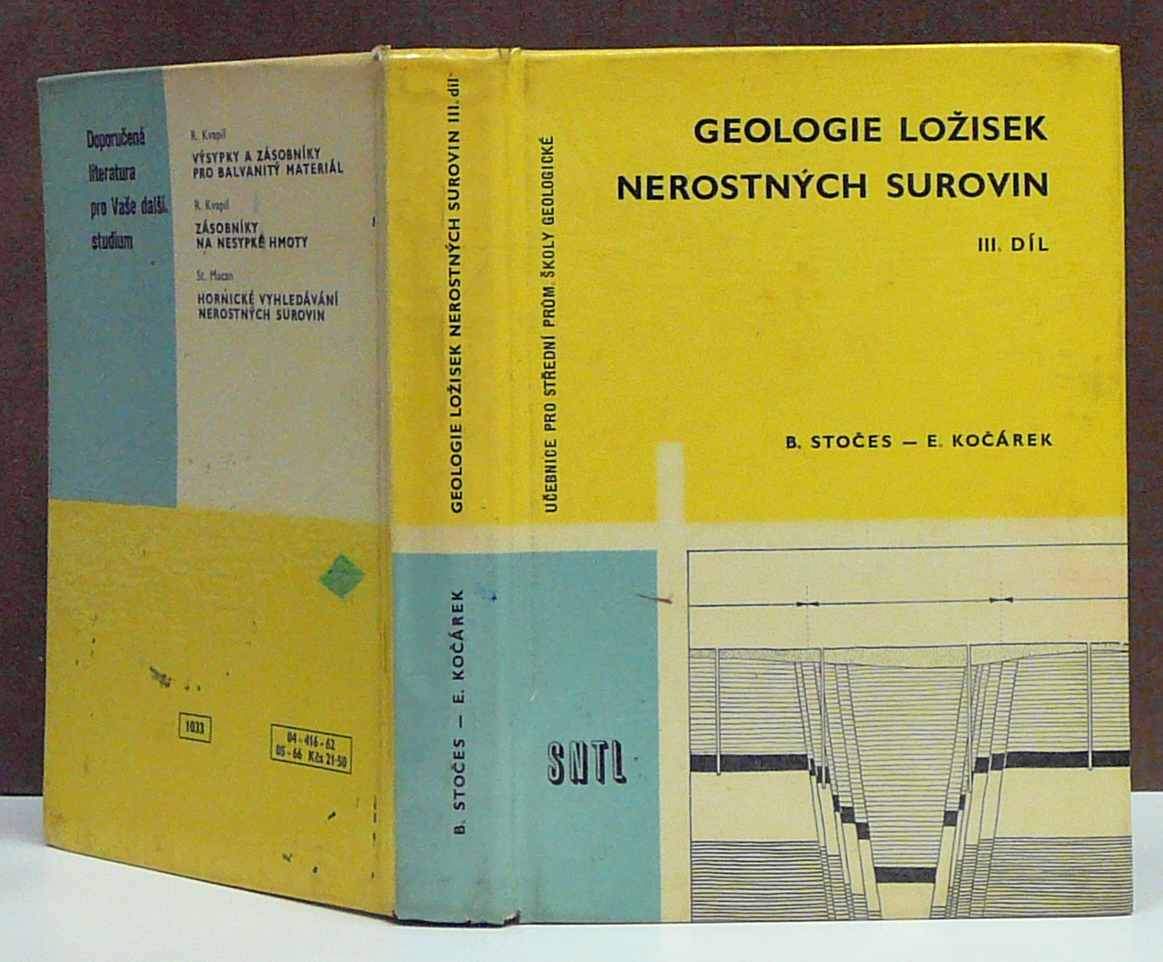 Doporučená
literatura
pro Vaše další
studium
R. Kvapil
VÝSYPKY A ZÁSOBNÍKY
PRO BALVANITÝ MATERIÁL
R. Kvapil
ZÁSOBNÍKY
NA NESYPKÉ HMOTY
St. Macan
HORNICKÉ VYHLEDÁVÁNÍ
NEROSTNÝCH SUROVIN
1033
04-416-62
05-66 Kčs 21·50
GEOLOGIE LOŽISEK NEROSTNÝCH SUROVIN III. díl
B. STOČES — E. KOČÁREK
UČEBNICE PRO STŘEDNÍ PRŮM. ŠKOLY GEOLOGICKÉ
GEOLOGIE LOŽISEK
NEROSTNÝCH SUROVIN
III. DÍL
B. STOČES — E. KOČÁREK
SNTL